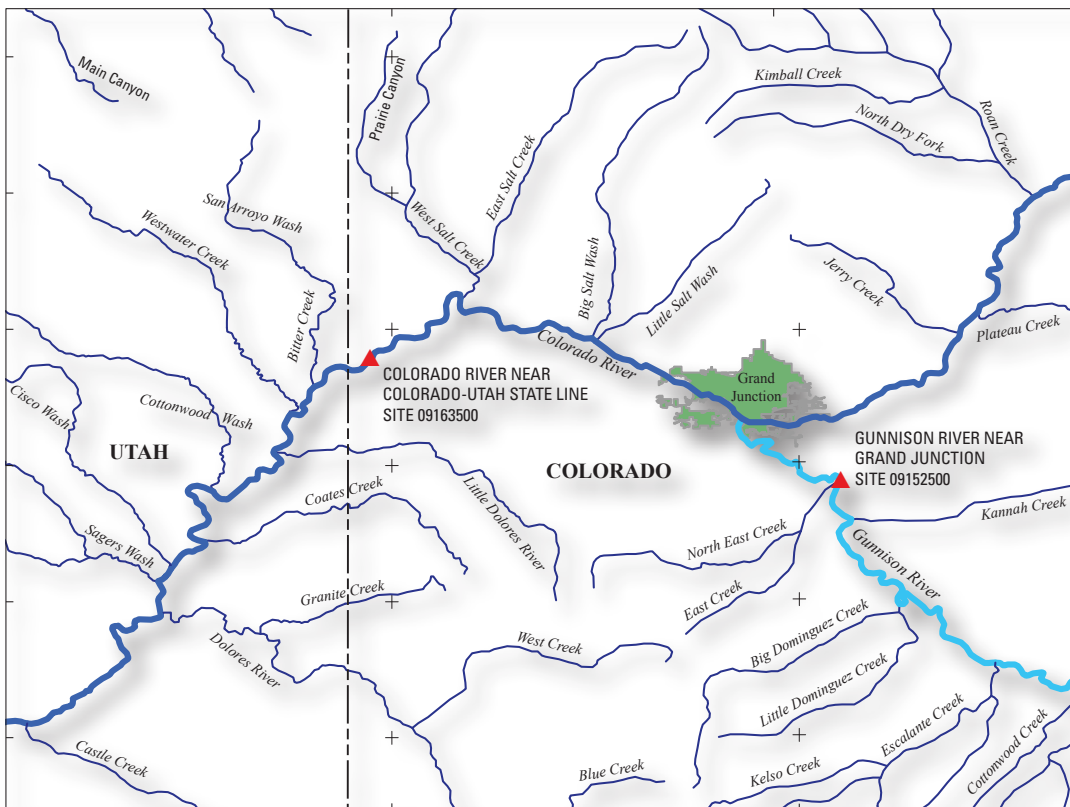 Main Canyon
Prairie Canyon
Kimball Creek
North Dry Fork
Roan Creek
East Salt Creek
West Salt Creek
San Arroyo Wash
Westwater Creek
Bitter Creek
Big Salt Wash
Little Salt Wash
Jerry Creek
Plateau Creek
Colorado River
Grand
Junction
COLORADO RIVER NEAR
COLORADO-UTAH STATE LINE
SITE 09163500
Cisco Wash
Cottonwood Wash
UTAH
COLORADO
GUNNISON RIVER NEAR
GRAND JUNCTION
SITE 09152500
Coates Creek
Little Dolores River
Kannah Creek
North East Creek
Sagers Wash
Gunnison River
Granite Creek
East Creek
Dolores River
West Creek
Big Dominguez Creek
Little Dominguez Creek
Escalante Creek
Cottonwood Creek
Castle Creek
Blue Creek
Kelso Creek